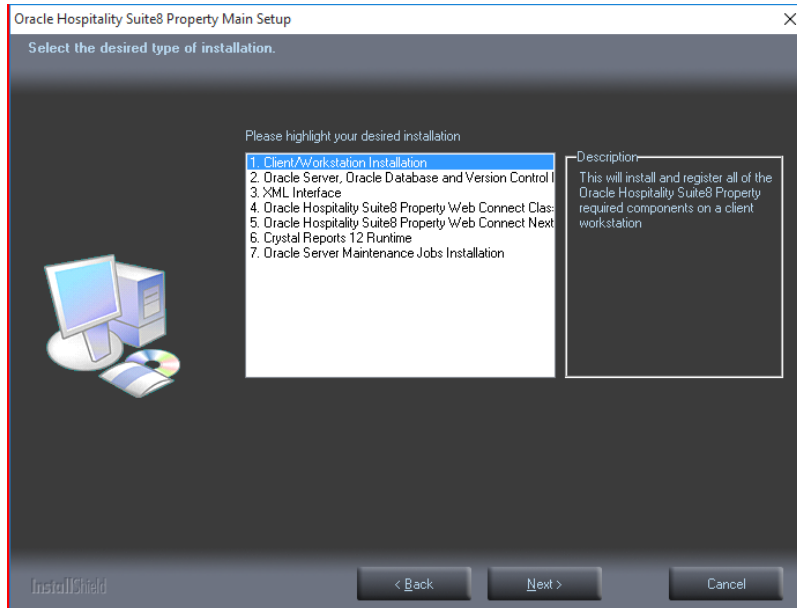 Oracle Hospitality Suite8 Property Main Setup
Select the desired type of installation.
Please highlight your desired installation
1. Client/Workstation Installation
2. Oracle Server, Oracle Database and Version Control I
3. XML Interface
4. Oracle Hospitality Suite8 Property Web Connect Clas
5. Oracle Hospitality Suite8 Property Web Connect Next
6. Crystal Reports 12 Runtime
7. Oracle Server Maintenance Jobs Installation
Description
This will install and register all of the
Oracle Hospitality Suite8 Property
required components on a client
workstation
InstallShield
< Back
Next >
Cancel